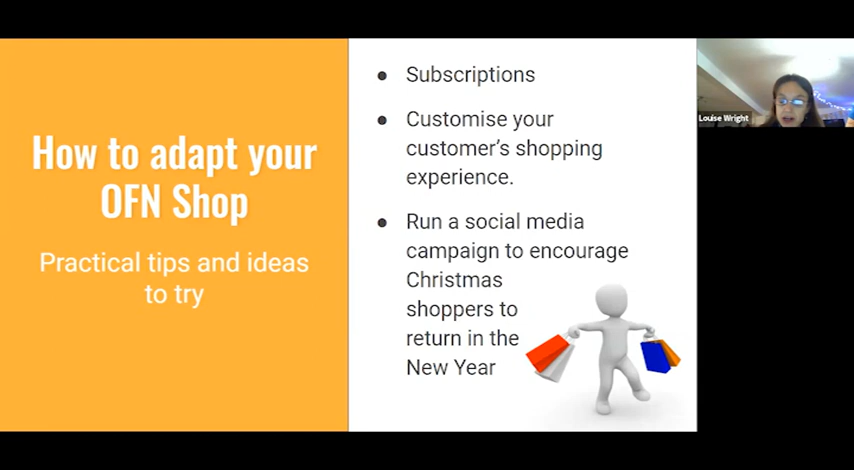 How to adapt your
OFN Shop
Practical tips and ideas
to try
● Subscriptions
● Customise your
customer's shopping
experience.
● Run a social media
campaign to encourage
Christmas
shoppers to
return in the
New Year
Louise Wright